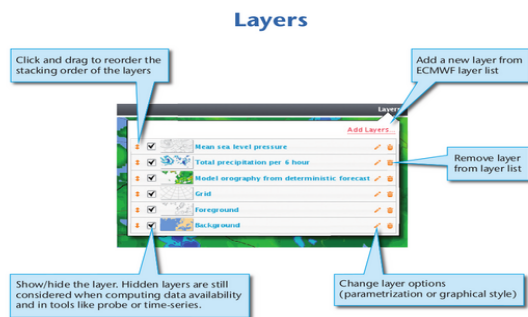 Layers
Click and drag to reorder the
stacking order of the layers
Add a new layer from
ECMWF layer list
Layers
Add Layers...
Mean sea level pressure
Total precipitation per 6 hour
Model orography from deterministic forecast
Grid
Foreground
Background
Remove layer
from layer list
Show/hide the layer. Hidden layers are still
considered when computing data availability
and in tools like probe or time-series.
Change layer options
(parametrization or graphical style)